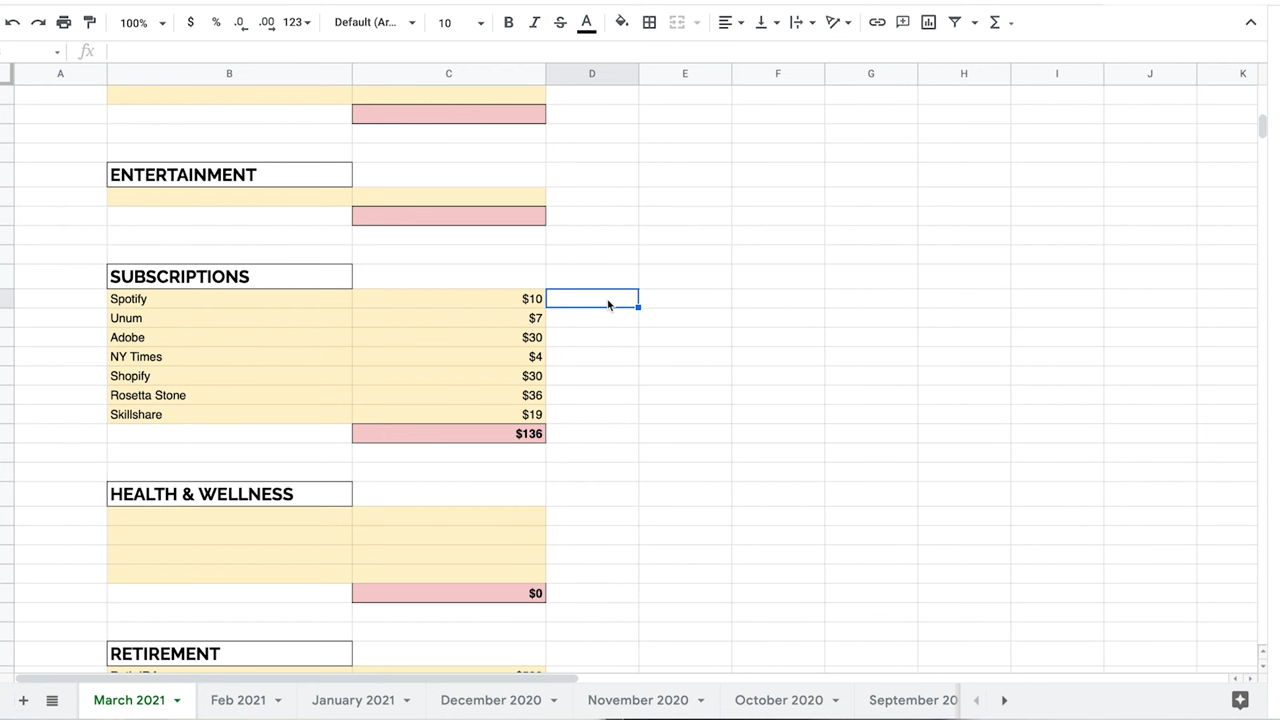 100% $ % .0 .00 123 Default (Ar... 10 B I S A
fx
A B C D E F G H I J K
ENTERTAINMENT
SUBSCRIPTIONS
Spotify $10
Unum $7
Adobe $30
NY Times $4
Shopify $30
Rosetta Stone $36
Skillshare $19
$136
HEALTH & WELLNESS
$0
RETIREMENT
March 2021 Feb 2021 January 2021 December 2020 November 2020 October 2020 September 20